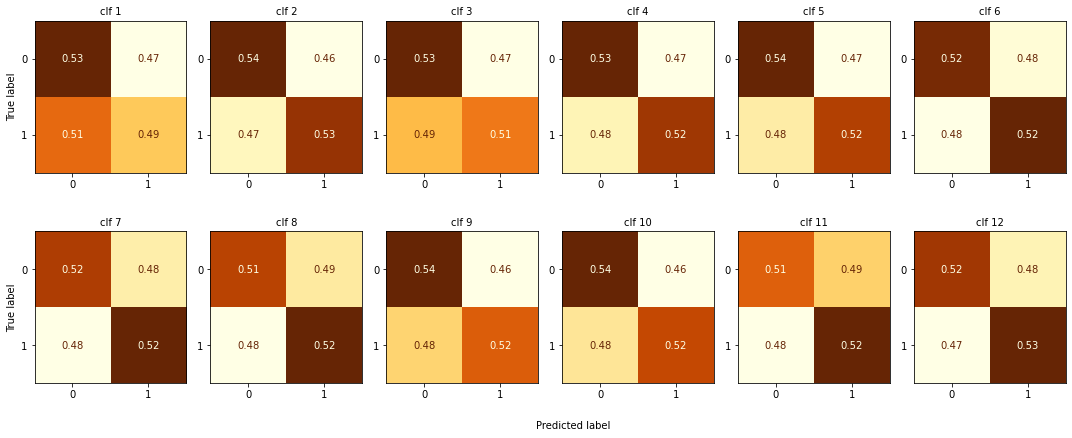 clf 1 clf 2 clf 3 clf 4 clf 5 clf 6
0 0.53 0.47 0 0.54 0.46 0 0.53 0.47 0 0.53 0.47 0 0.54 0.47 0 0.52 0.48
True label
1 0.51 0.49 1 0.47 0.53 1 0.49 0.51 1 0.48 0.52 1 0.48 0.52 1 0.48 0.52
0 1 0 1 0 1 0 1 0 1 0 1
clf 7 clf 8 clf 9 clf 10 clf 11 clf 12
0 0.52 0.48 0 0.51 0.49 0 0.54 0.46 0 0.54 0.46 0 0.51 0.49 0 0.52 0.48
True label
1 0.48 0.52 1 0.48 0.52 1 0.48 0.52 1 0.48 0.52 1 0.48 0.52 1 0.47 0.53
0 1 0 1 0 1 0 1 0 1 0 1
Predicted label